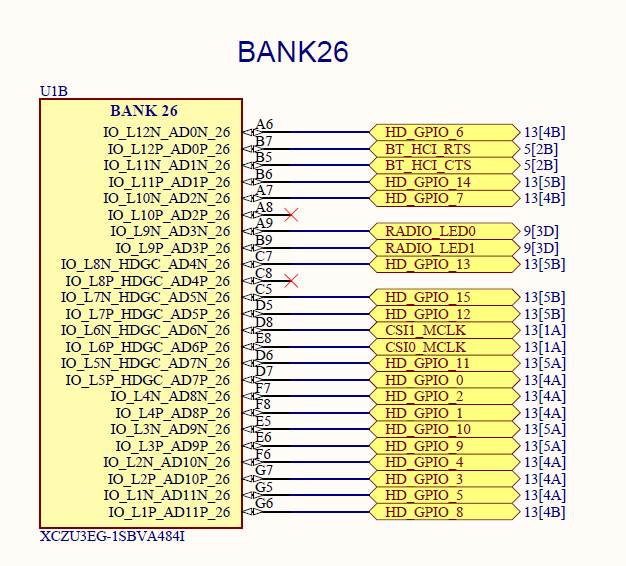 BANK26
U1B
BANK 26
IO_L12N_AD0N_26 A6 HD_GPIO_6 13[4B]
IO_L12P_AD0P_26 B7 BT_HCI_RTS 5[2B]
IO_L11N_AD1N_26 B5 BT_HCI_CTS 5[2B]
IO_L11P_AD1P_26 B6 HD_GPIO_14 13[5B]
IO_L10N_AD2N_26 A7 HD_GPIO_7 13[4B]
IO_L10P_AD2P_26 A8
IO_L9N_AD3N_26 A9 RADIO_LED0 9[3D]
IO_L9P_AD3P_26 B9 RADIO_LED1 9[3D]
IO_L8N_HDGC_AD4N_26 C7 HD_GPIO_13 13[5B]
IO_L8P_HDGC_AD4P_26 C8
IO_L7N_HDGC_AD5N_26 C5 HD_GPIO_15 13[5B]
IO_L7P_HDGC_AD5P_26 D5 HD_GPIO_12 13[5B]
IO_L6N_HDGC_AD6N_26 D8 CSI1_MCLK 13[1A]
IO_L6P_HDGC_AD6P_26 E8 CSI0_MCLK 13[1A]
IO_L5N_HDGC_AD7N_26 D6 HD_GPIO_11 13[5A]
IO_L5P_HDGC_AD7P_26 D7 HD_GPIO_0 13[4A]
IO_L4N_AD8N_26 F7 HD_GPIO_2 13[4A]
IO_L4P_AD8P_26 F8 HD_GPIO_1 13[4A]
IO_L3N_AD9N_26 E5 HD_GPIO_10 13[5A]
IO_L3P_AD9P_26 E6 HD_GPIO_9 13[5A]
IO_L2N_AD10N_26 F6 HD_GPIO_4 13[4A]
IO_L2P_AD10P_26 G7 HD_GPIO_3 13[4A]
IO_L1N_AD11N_26 G5 HD_GPIO_5 13[4A]
IO_L1P_AD11P_26 G6 HD_GPIO_8 13[4B]
XCZU3EG-1SBVA484I